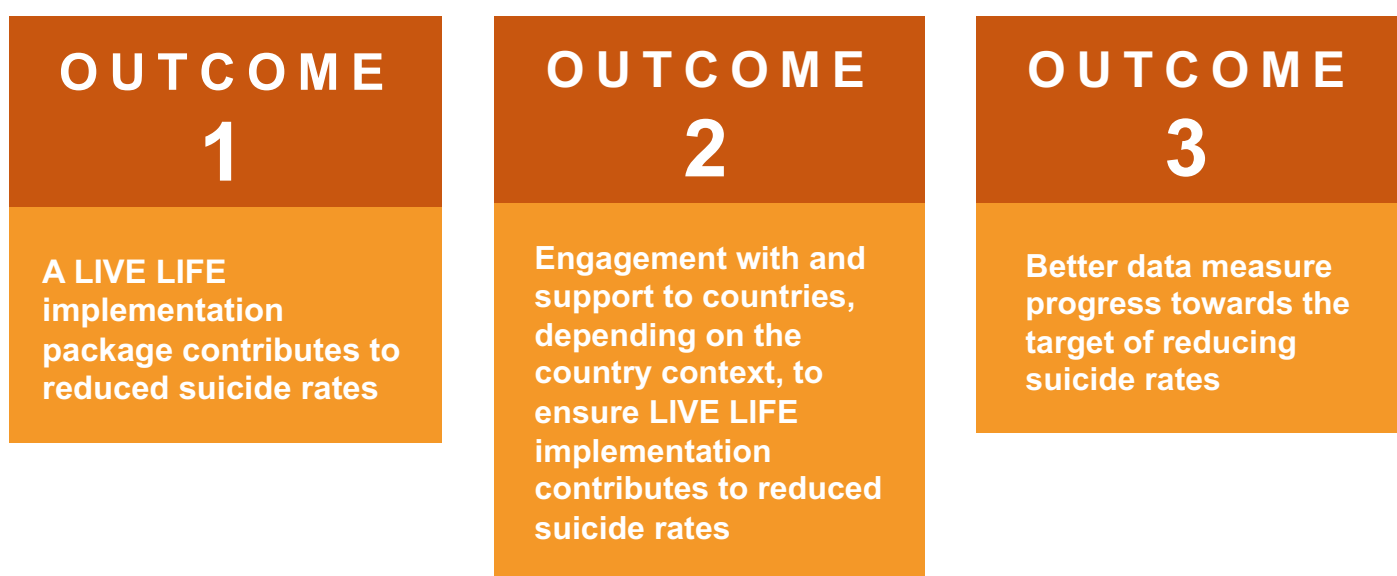 OUTCOME
1
A LIVE LIFE
implementation
package contributes to
reduced suicide rates
OUTCOME
2
Engagement with and
support to countries,
depending on the
country context, to
ensure LIVE LIFE
implementation
contributes to reduced
suicide rates
OUTCOME
3
Better data measure
progress towards the
target of reducing
suicide rates